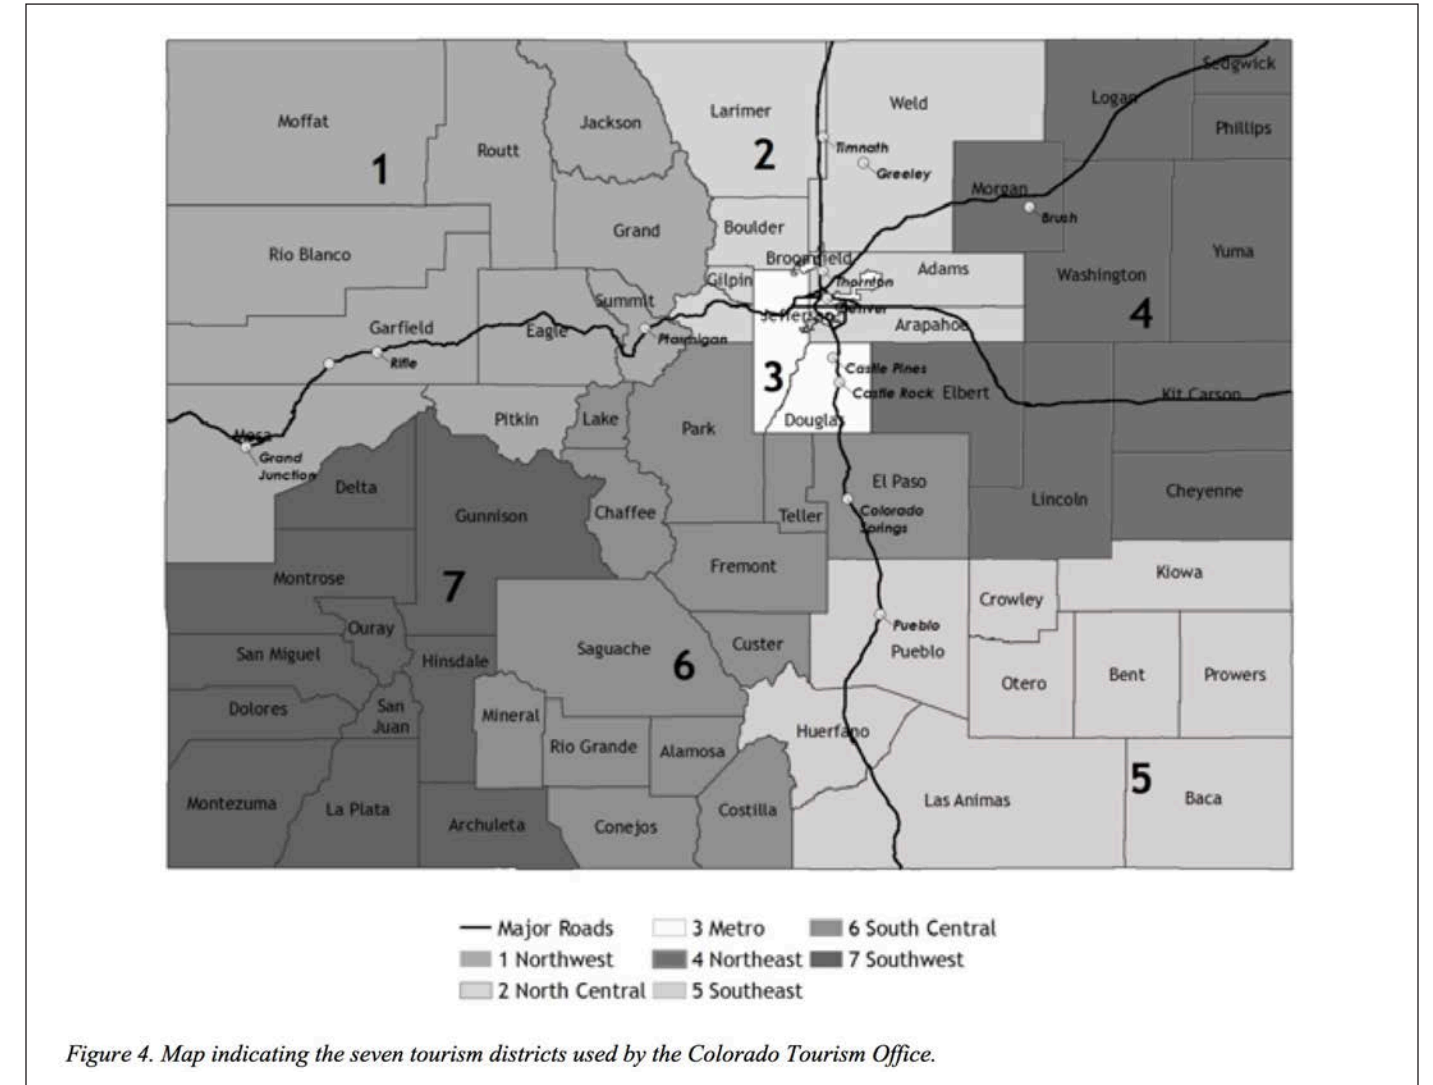 Moffat
Routt
Jackson
Larimer
Weld
Logan
Sedgwick
Phillips
1
2
Timnath
Greeley
Morgan
Brush
Rio Blanco
Grand
Boulder
Broomfield
Gilpin
Adams
Thornton
Washington
Yuma
4
Summit
Garfield
Eagle
Rifle
Ptarmigan
Jefferson
Denver
Arapahoe
3
Castle Pines
Castle Rock
Elbert
Kit Carson
Mesa
Grand
Junction
Pitkin
Lake
Park
Douglas
Delta
Gunnison
Chaffee
Teller
El Paso
Colorado
Springs
Lincoln
Cheyenne
Montrose
7
Fremont
Kiowa
Crowley
Ouray
San Miguel
Hinsdale
Saguache
6
Custer
Pueblo
Pueblo
Otero
Bent
Prowers
Dolores
San
Juan
Mineral
Rio Grande
Alamosa
Huerfano
Montezuma
La Plata
Archuleta
Conejos
Costilla
Las Animas
5
Baca
Major Roads 3 Metro 6 South Central
1 Northwest 4 Northeast 7 Southwest
2 North Central 5 Southeast
Figure 4. Map indicating the seven tourism districts used by the Colorado Tourism Office.